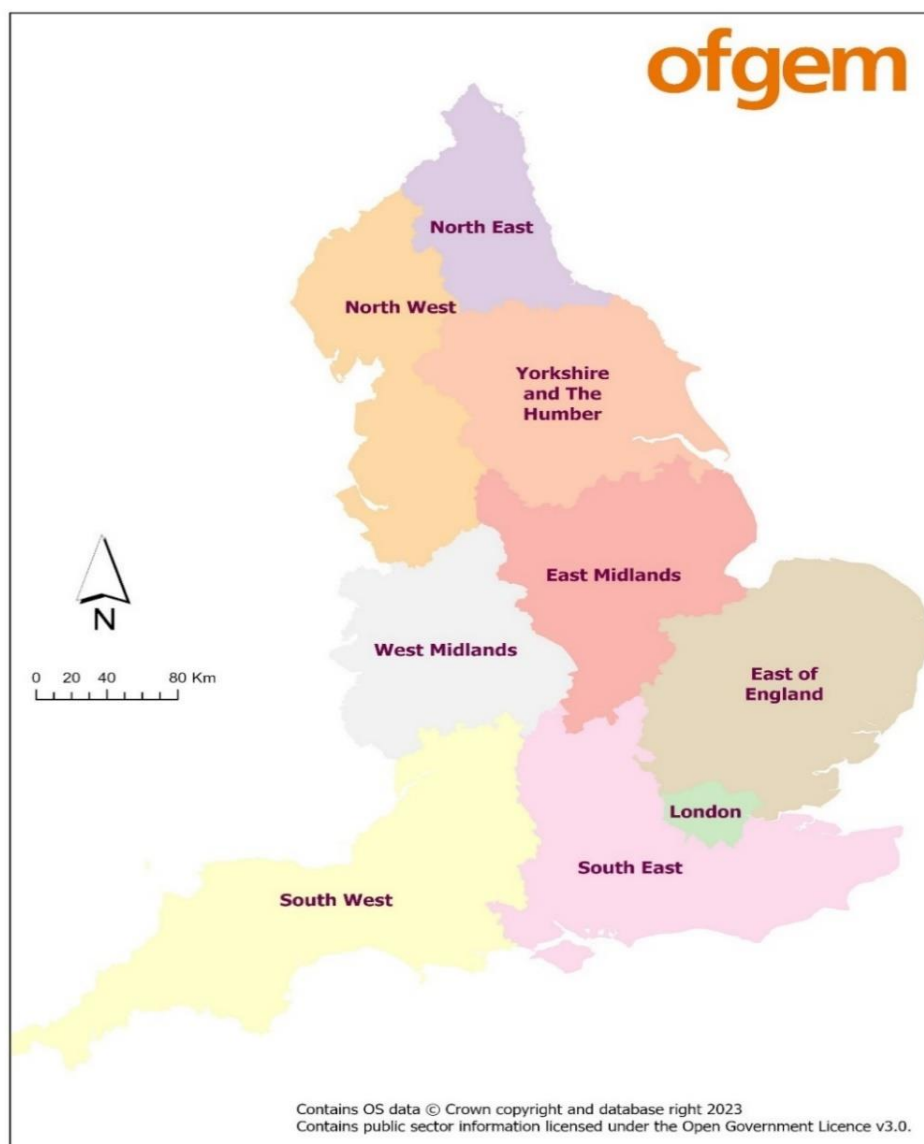 ofgem
North East
North West
Yorkshire
and The
Humber
East Midlands
N
West Midlands
0 20 40 80 Km
East of
England
London
South East
South West
Contains OS data © Crown copyright and database right 2023
Contains public sector information licensed under the Open Government Licence v3.0.